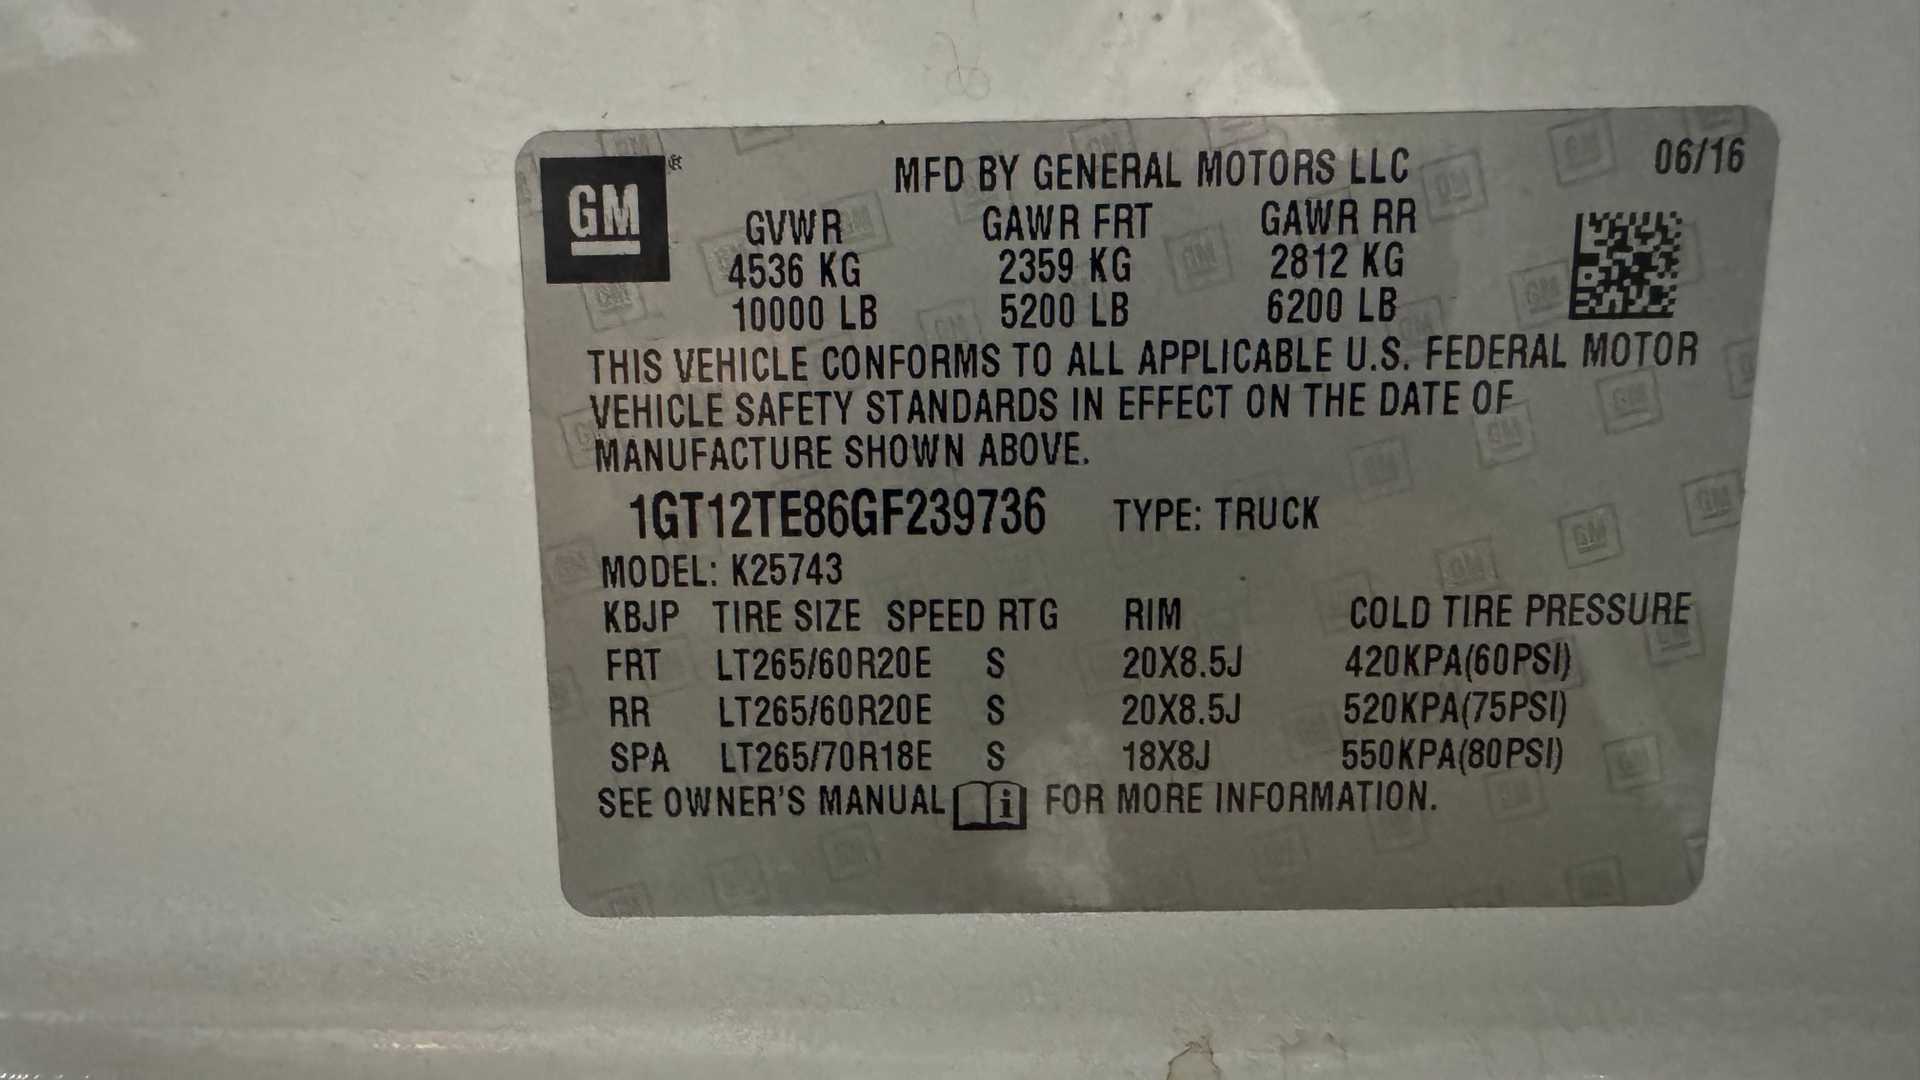 GM
MFD BY GENERAL MOTORS LLC 06/16
GVWR GAWR FRT GAWR RR
4536 KG 2359 KG 2812 KG
10000 LB 5200 LB 6200 LB
THIS VEHICLE CONFORMS TO ALL APPLICABLE U.S. FEDERAL MOTOR
VEHICLE SAFETY STANDARDS IN EFFECT ON THE DATE OF
MANUFACTURE SHOWN ABOVE.
1GT12TE86GF239736 TYPE: TRUCK
MODEL: K25743
KBJP TIRE SIZE SPEED RTG RIM COLD TIRE PRESSURE
FRT LT265/60R20E S 20X8.5J 420KPA(60PSI)
RR LT265/60R20E S 20X8.5J 520KPA(75PSI)
SPA LT265/70R18E S 18X8J 550KPA(80PSI)
SEE OWNER'S MANUAL i FOR MORE INFORMATION.